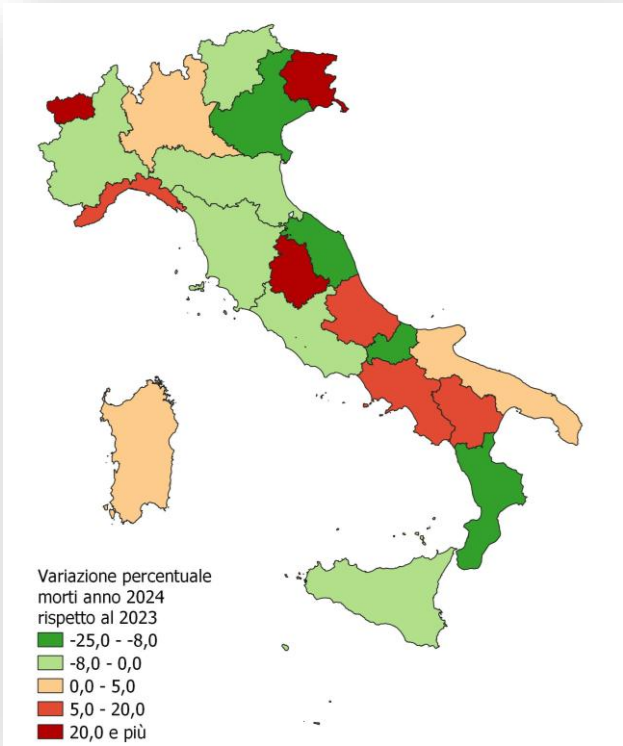 Variazione percentuale
morti anno 2024
rispetto al 2023
-25,0 - -8,0
-8,0 - 0,0
0,0 - 5,0
5,0 - 20,0
20,0 e più